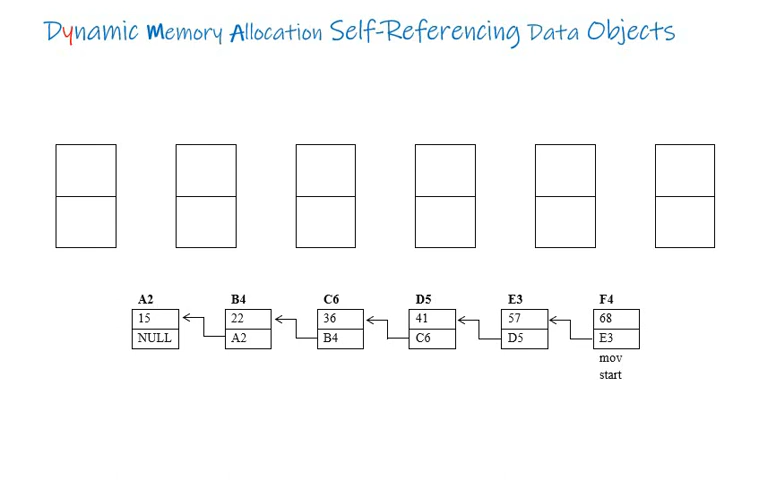 Dynamic Memory Allocation Self-Referencing Data Objects
A2 B4 C6 D5 E3 F4
15 22 36 41 57 68
NULL A2 B4 C6 D5 E3
mov
start